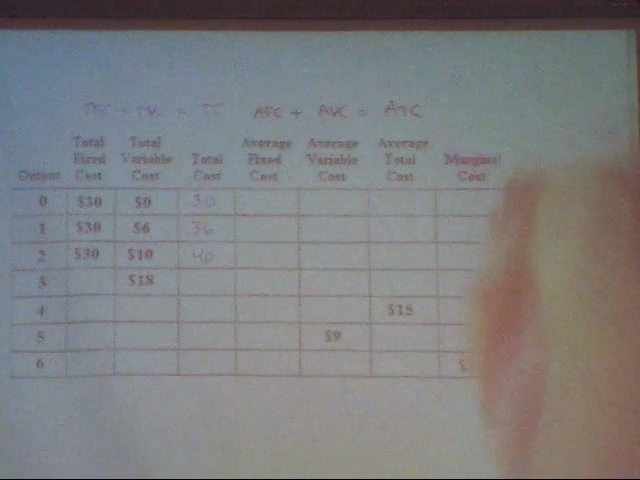 TFC + TVC = TC AFC + AVC = ATC
Total Total Average Average Average
Fixed Variable Total Fixed Variable Total Marginal
Output Cost Cost Cost Cost Cost Cost Cost
0 $30 $0 30
1 $30 $6 36
2 $30 $10 40
3 $18
4 $15
5 $9
6